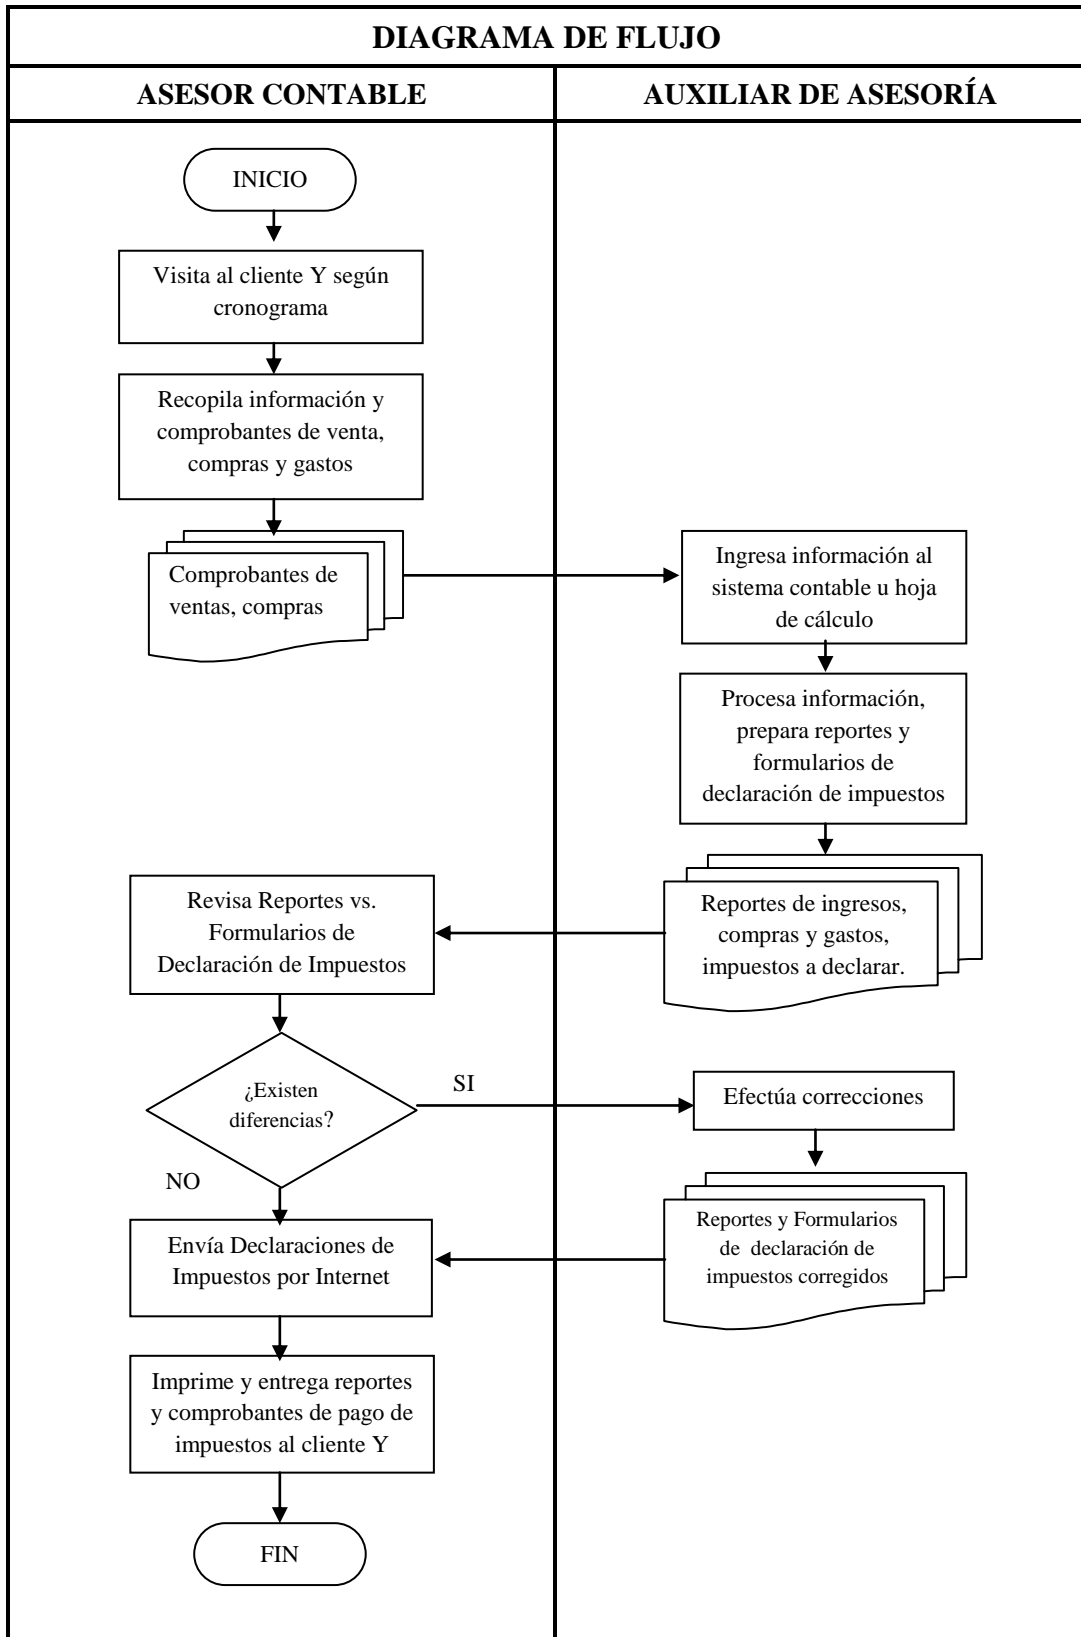 DIAGRAMA DE FLUJO
ASESOR CONTABLE
AUXILIAR DE ASESORÍA
INICIO
Visita al cliente Y según
cronograma
Recopila información y
comprobantes de venta,
compras y gastos
Comprobantes de
ventas, compras
Ingresa información al
sistema contable u hoja
de cálculo
Procesa información,
prepara reportes y
formularios de
declaración de impuestos
Reportes de ingresos,
compras y gastos,
impuestos a declarar.
Revisa Reportes vs.
Formularios de
Declaración de Impuestos
¿Existen
diferencias?
SI
NO
Efectúa correcciones
Reportes y Formularios
de declaración de
impuestos corregidos
Envía Declaraciones de
Impuestos por Internet
Imprime y entrega reportes
y comprobantes de pago de
impuestos al cliente Y
FIN